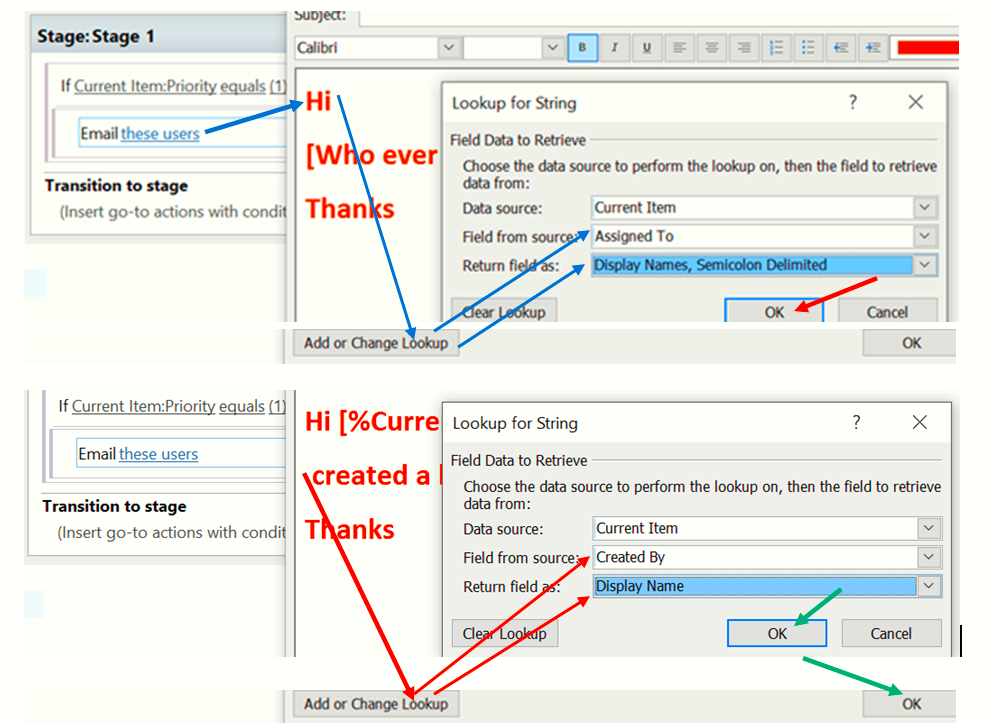 Subject:
Stage: Stage 1
Calibri
B I U
If Current Item:Priority equals (1)
Hi
Lookup for String
?
Email these users
Field Data to Retrieve
[Who ever
Choose the data source to perform the lookup on, then the field to retrieve
data from:
Transition to stage
Thanks
Data source: Current Item
(Insert go-to actions with condit
Field from source: Assigned To
Return field as: Display Names, Semicolon Delimited
Clear Lookup
OK
Cancel
Add or Change Lookup
OK
If Current Item:Priority equals (1)
Hi [%Curre
Lookup for String
?
Email these users
Field Data to Retrieve
created a
Choose the data source to perform the lookup on, then the field to retrieve
data from:
Transition to stage
Thanks
Data source: Current Item
(Insert go-to actions with condit
Field from source: Created By
Return field as: Display Name
Clear Lookup
OK
Cancel
Add or Change Lookup
OK